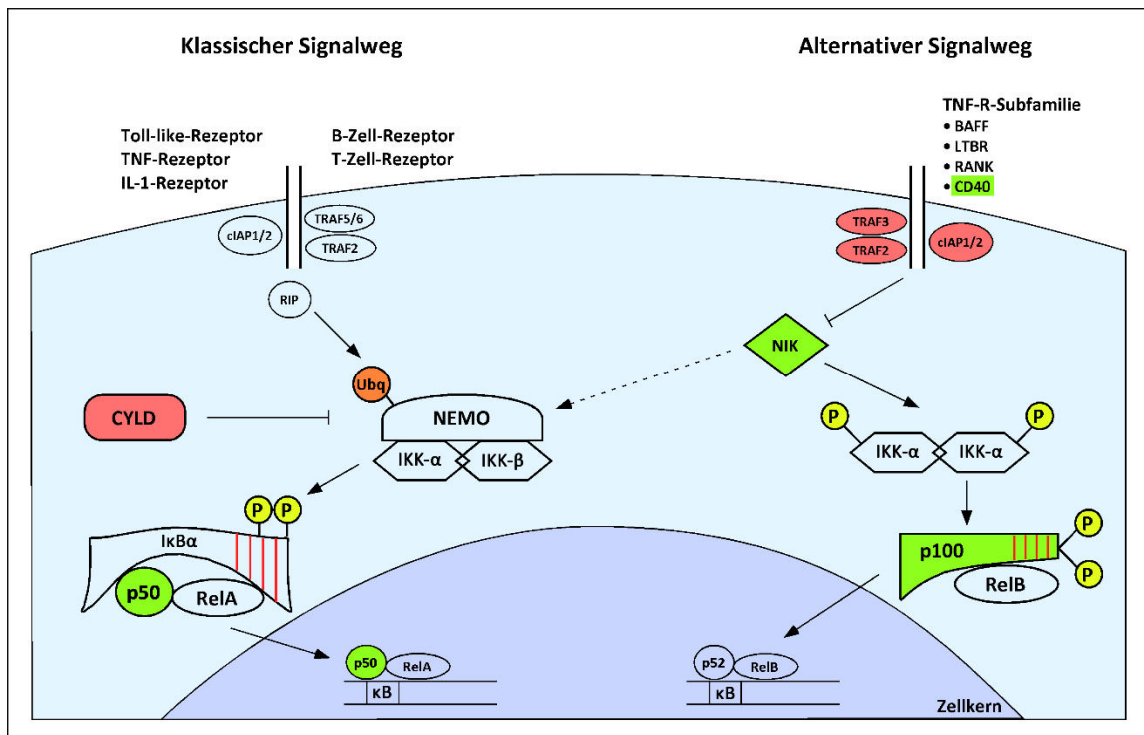 Klassischer Signalweg
Alternativer Signalweg
Toll-like-Rezeptor
TNF-Rezeptor
IL-1-Rezeptor
B-Zell-Rezeptor
T-Zell-Rezeptor
TNF-R-Subfamilie
• BAFF
• LTBR
• RANK
• CD40
cIAP1/2
TRAF5/6
TRAF2
RIP
TRAF3
TRAF2
cIAP1/2
NIK
Ubq
CYLD
NEMO
IKK-α
IKK-β
P
P
IKK-α
IKK-α
P
P
IκBα
p50
RelA
p100
RelB
P
P
p50
RelA
κB
p52
RelB
κB
Zellkern